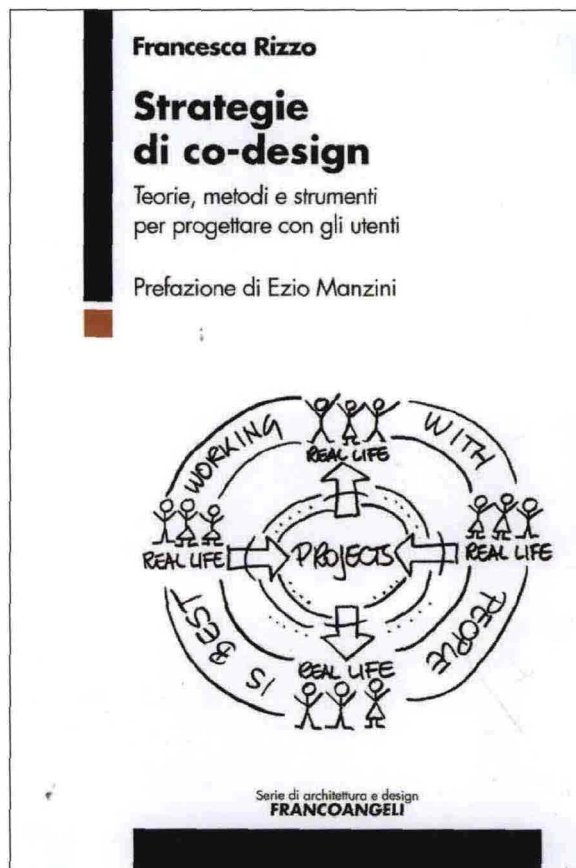 Francesca Rizzo
Strategie
di co-design
Teorie, metodi e strumenti
per progettare con gli utenti
Prefazione di Ezio Manzini
WORKING
WITH
REAL LIFE
REAL LIFE
PROJECTS
REAL LIFE
IS BEST
PEOPLE
REAL LIFE
Serie di architettura e design
FRANCOANGELI